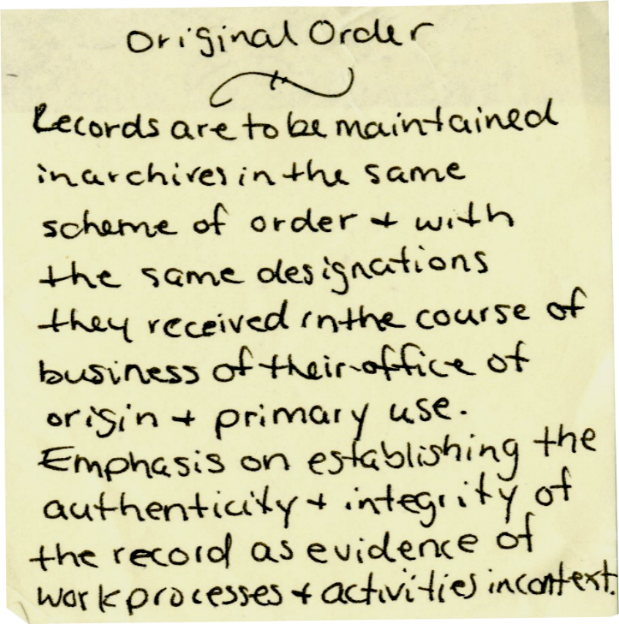 Original Order
Records are to be maintained
in archives in the same
scheme of order + with
the same designations
they received in the course of
business of their office of
origin + primary use.
Emphasis on establishing the
authenticity + integrity of
the record as evidence of
work processes + activities in context.